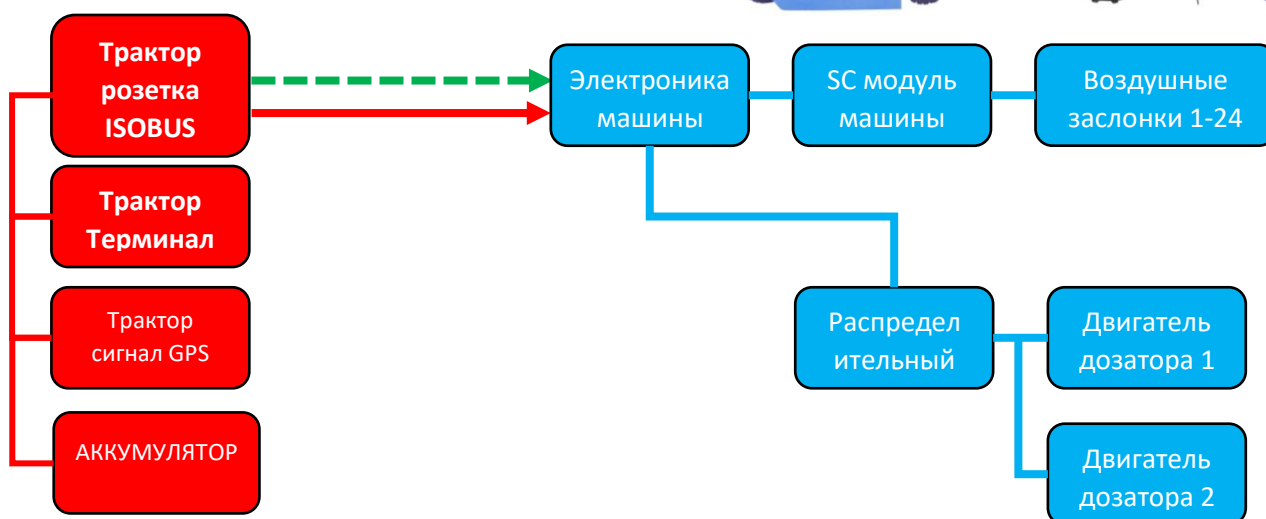 Трактор
розетка
ISOBUS
Электроника
машины
SC модуль
машины
Воздушные
заслонки 1-24
Трактор
Терминал
Трактор
сигнал GPS
Распредел
ительный
Двигатель
дозатора 1
АККУМУЛЯТОР
Двигатель
дозатора 2